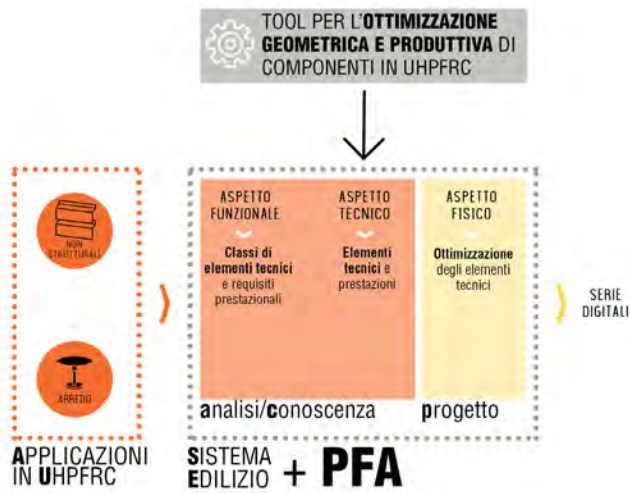 TOOL PER L'OTTIMIZZAZIONE
GEOMETRICA E PRODUTTIVA DI
COMPONENTI IN UHPFRC
NON
STRUTTURALI
ARREDO
APPLICAZIONI
IN UHPFRC
ASPETTO
FUNZIONALE
Classi di
elementi tecnici
e requisiti
prestazionali
ASPETTO
TECNICO
Elementi
tecnici e
prestazioni
analisi/conoscenza
ASPETTO
FISICO
Ottimizzazione
degli elementi
tecnici
progetto
SISTEMA
EDILIZIO + PFA
SERIE
DIGITALI